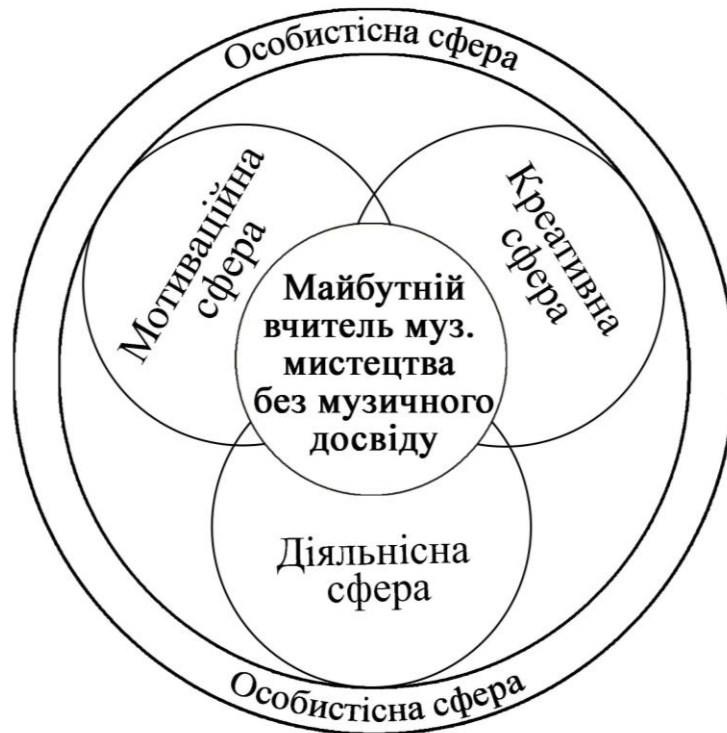 Особистісна сфера
Мотиваційна
сфера
Креативна
сфера
Майбутній
вчитель муз.
мистецтва
без музичного
досвіду
Діяльнісна
сфера
Особистісна сфера